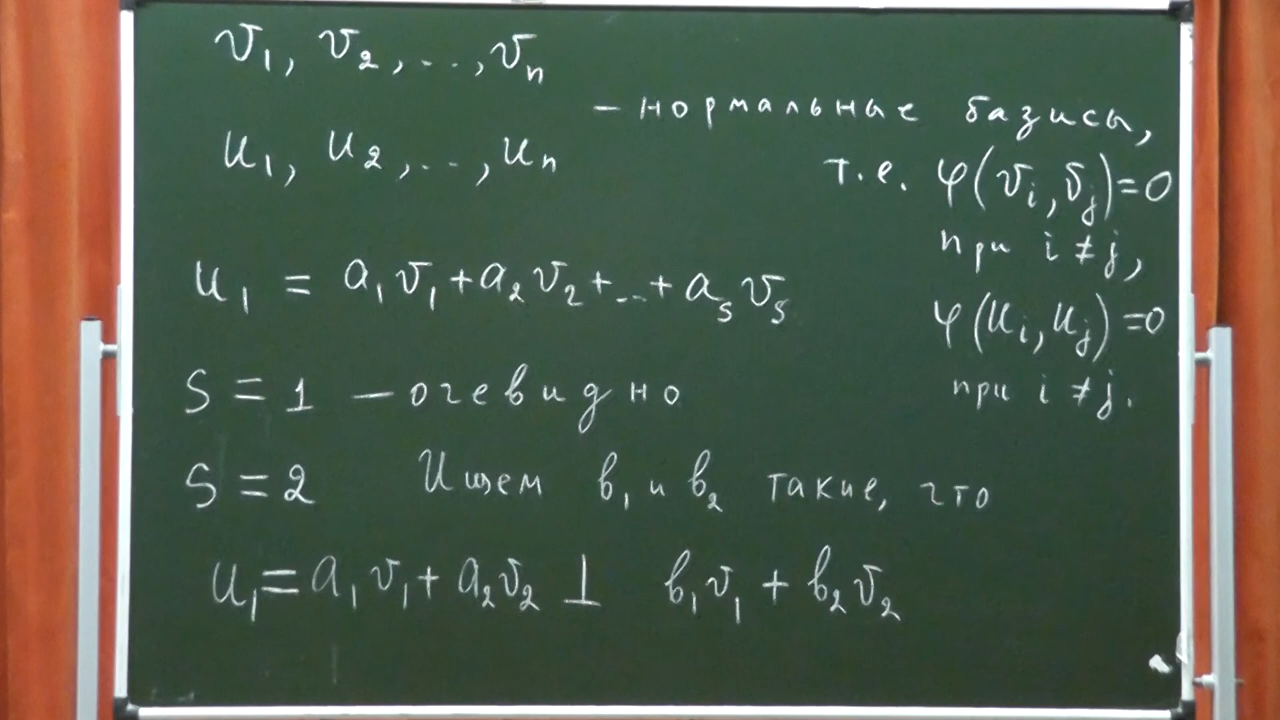 v₁, v₂, ..., vₙ
— нормальные базисы,
u₁, u₂, ..., uₙ
т.е. φ(vᵢ, vⱼ)=0
при i ≠ j,
u₁ = a₁v₁+a₂v₂+...+aₛvₛ
φ(uᵢ, uⱼ)=0
при i ≠ j.
S = 1 — очевидно
S = 2 Ищем b₁ и b₂ такие, что
u₁ = a₁v₁ + a₂v₂ ⊥ b₁v₁ + b₂v₂